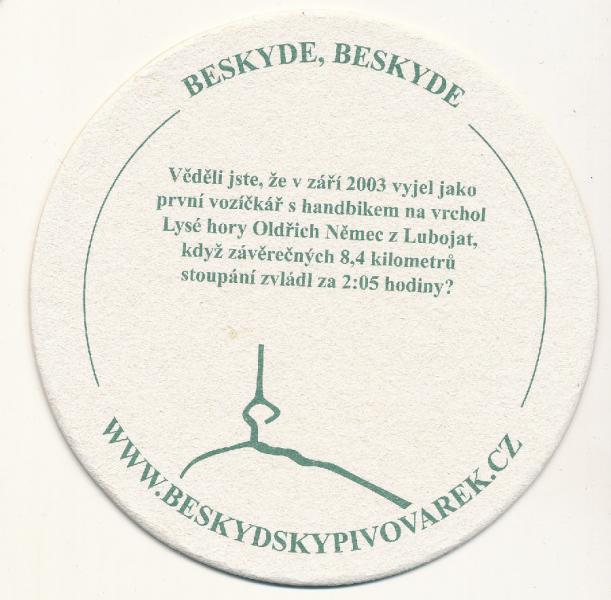 BESKYDE, BESKYDE
Věděli jste, že v září 2003 vyjel jako
první vozíčkář s handbikem na vrchol
Lysé hory Oldřich Němec z Lubojat,
když závěrečných 8,4 kilometrů
stoupání zvládl za 2:05 hodiny?
WWW.BESKYDSKYPIVOVAREK.CZ